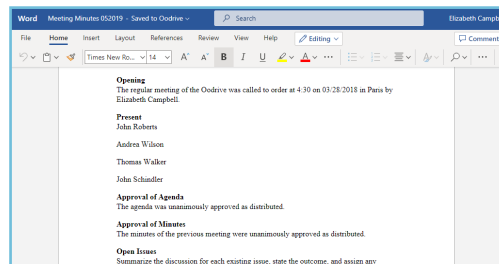 Word Meeting Minutes 052019 - Saved to Oodrive Search Elizabeth Campb
File Home Insert Layout References Review View Help Editing Comment
Times New Ro... 14 A A B I U A
Opening
The regular meeting of the Oodrive was called to order at 4:30 on 03/28/2018 in Paris by
Elizabeth Campbell.
Present
John Roberts
Andrea Wilson
Thomas Walker
John Schindler
Approval of Agenda
The agenda was unanimously approved as distributed.
Approval of Minutes
The minutes of the previous meeting were unanimously approved as distributed.
Open Issues
Summarize the discussion for each existing issue, state the outcome, and assign any